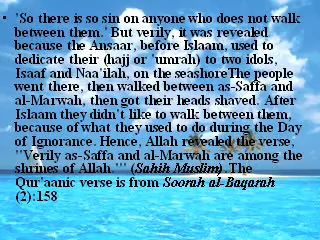 • 'So there is so sin on anyone who does not walk
between them.' But verily, it was revealed
because the Ansaar, before Islaam, used to
dedicate their (hajj or 'umrah) to two idols,
Isaaf and Naa'ilah, on the seashoreThe people
went there, then walked between as-Saffa and
al-Marwah, then got their heads shaved. After
Islaam they didn't like to walk between them,
because of what they used to do during the Day
of Ignorance. Hence, Allah revealed the verse,
"Verily as-Saffa and al-Marwah are among the
shrines of Allah."'" (Sahih Muslim).The
Qur'aanic verse is from Soorah al-Baqarah
(2):158